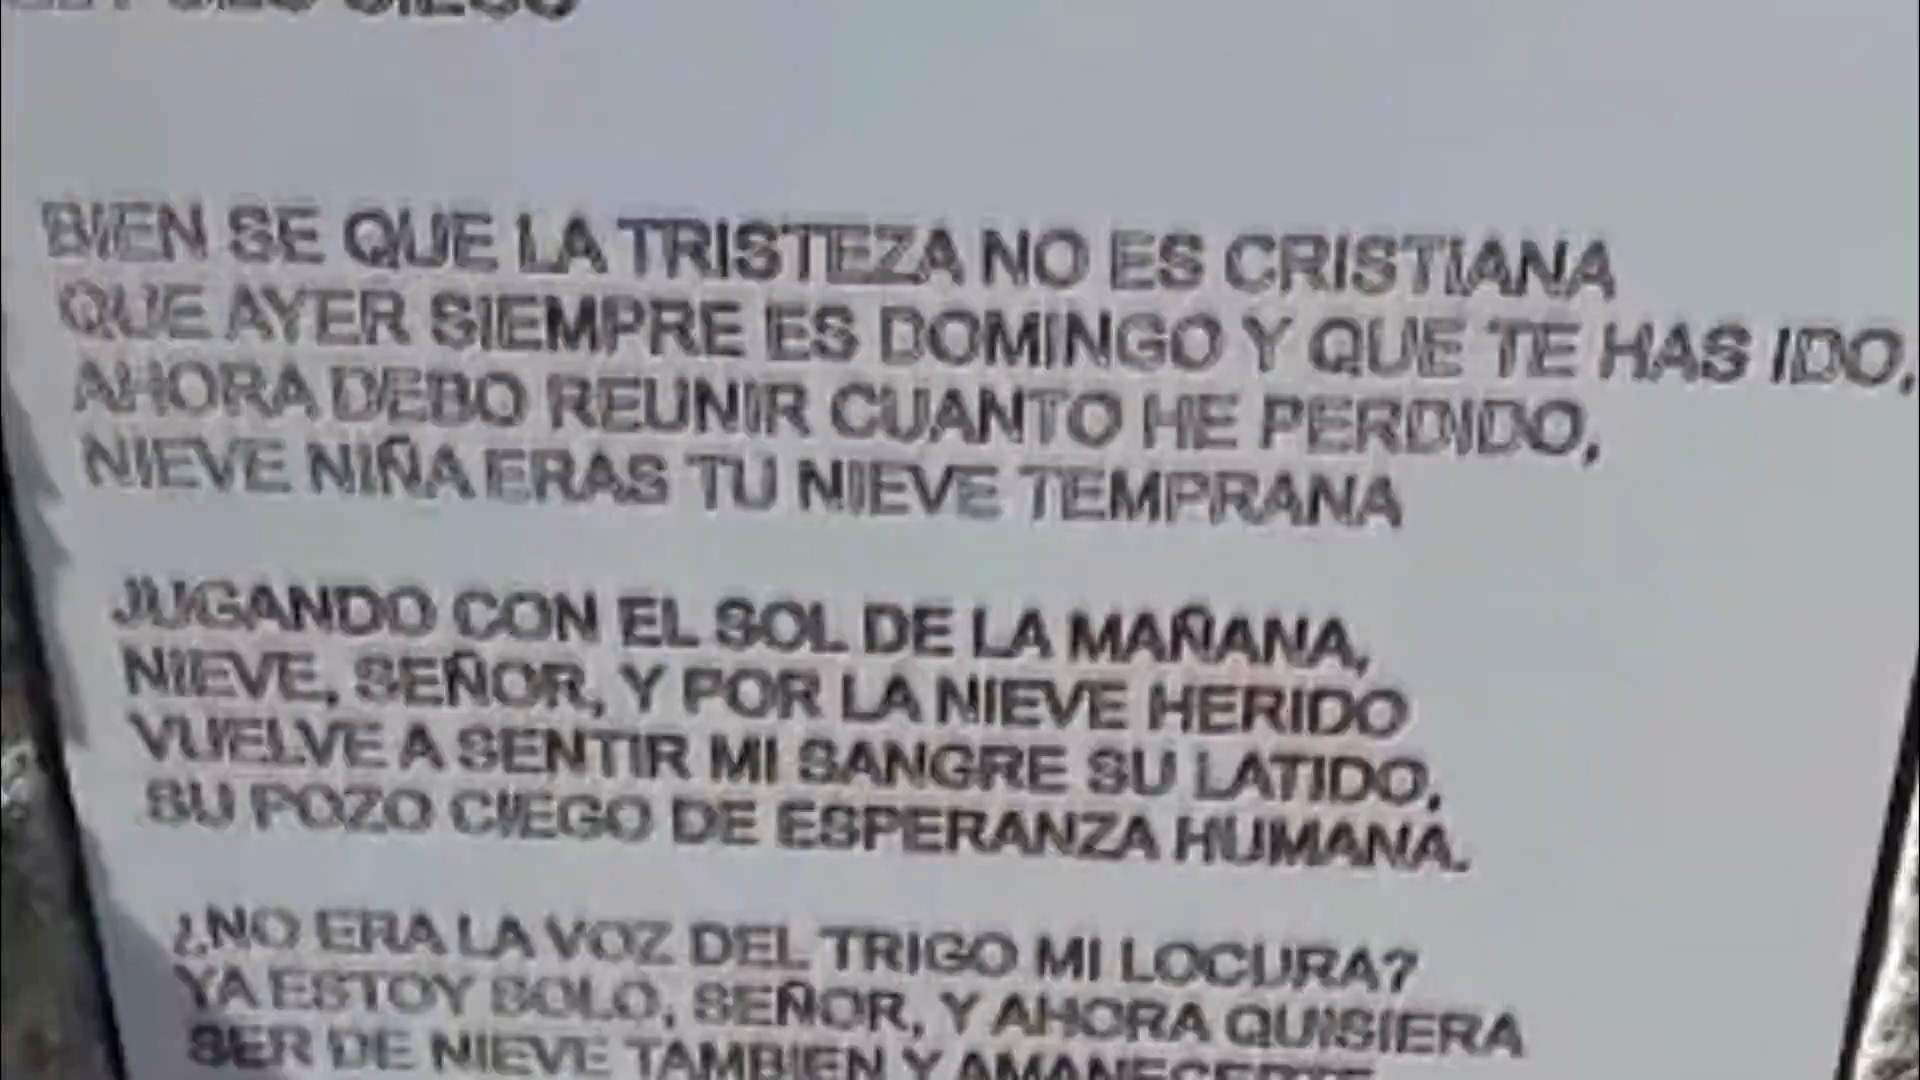 BIEN SE QUE LA TRISTEZA NO ES CRISTIANA
QUE AYER SIEMPRE ES DOMINGO Y QUE TE HAS IDO,
AHORA DEBO REUNIR CUANTO HE PERDIDO,
NIEVE NIÑA ERAS TU NIEVE TEMPRANA
JUGANDO CON EL SOL DE LA MAÑANA,
NIEVE, SEÑOR, Y POR LA NIEVE HERIDO
VUELVE A SENTIR MI SANGRE SU LATIDO,
SU POZO CIEGO DE ESPERANZA HUMANA.
¿NO ERA LA VOZ DEL TRIGO MI LOCURA?
YA ESTOY SOLO, SEÑOR, Y AHORA QUISIERA
SER DE NIEVE TAMBIEN Y AMANECERTE